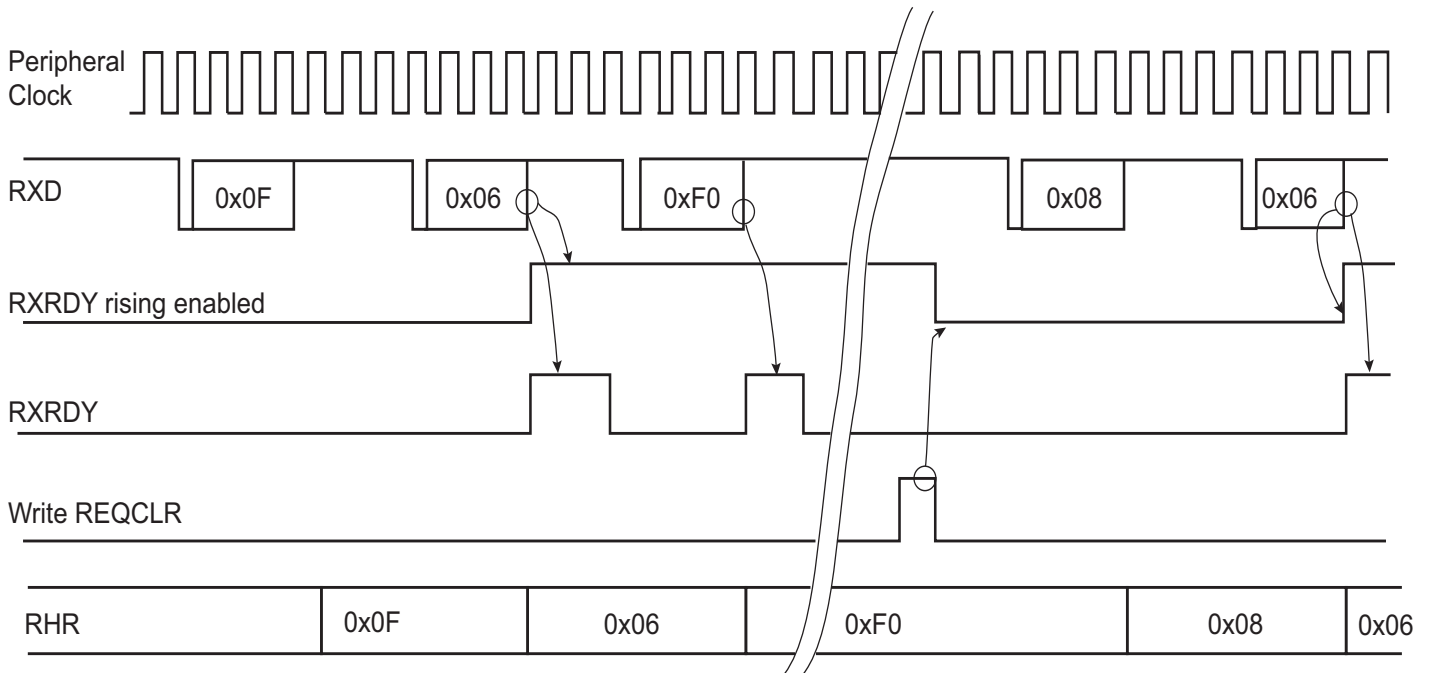 Peripheral
Clock
RXD
0x0F
0x06
0xF0
0x08
0x06
RXRDY rising enabled
RXRDY
Write REQCLR
RHR
0x0F
0x06
0xF0
0x08
0x06